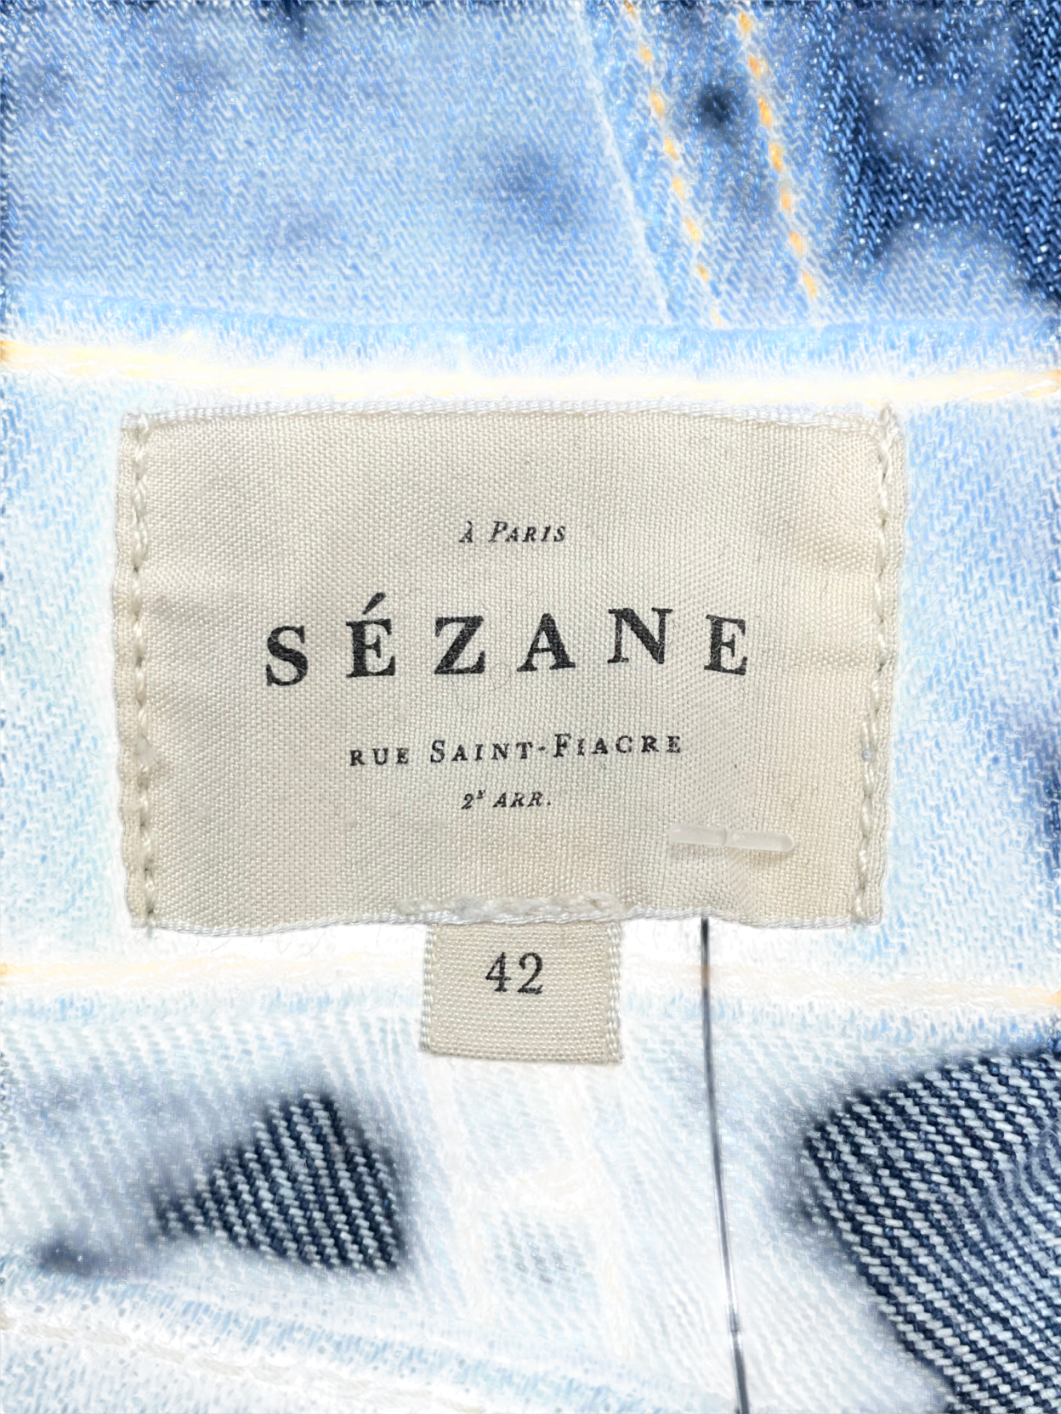 à PARIS
SÉZANE
RUE SAINT-FIACRE
2ᵉ ARR.
42